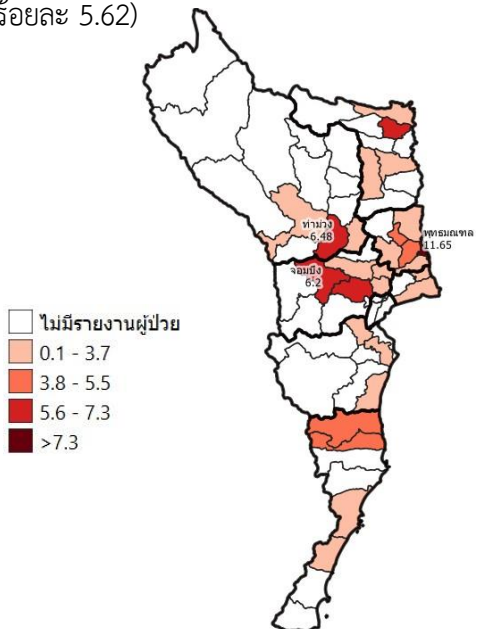 ร้อยละ 5.62)
ท่าม่วง
6.48
พุทธมณฑล
11.65
จอมบึง
6.2
ไม่มีรายงานผู้ป่วย
0.1 - 3.7
3.8 - 5.5
5.6 - 7.3
>7.3